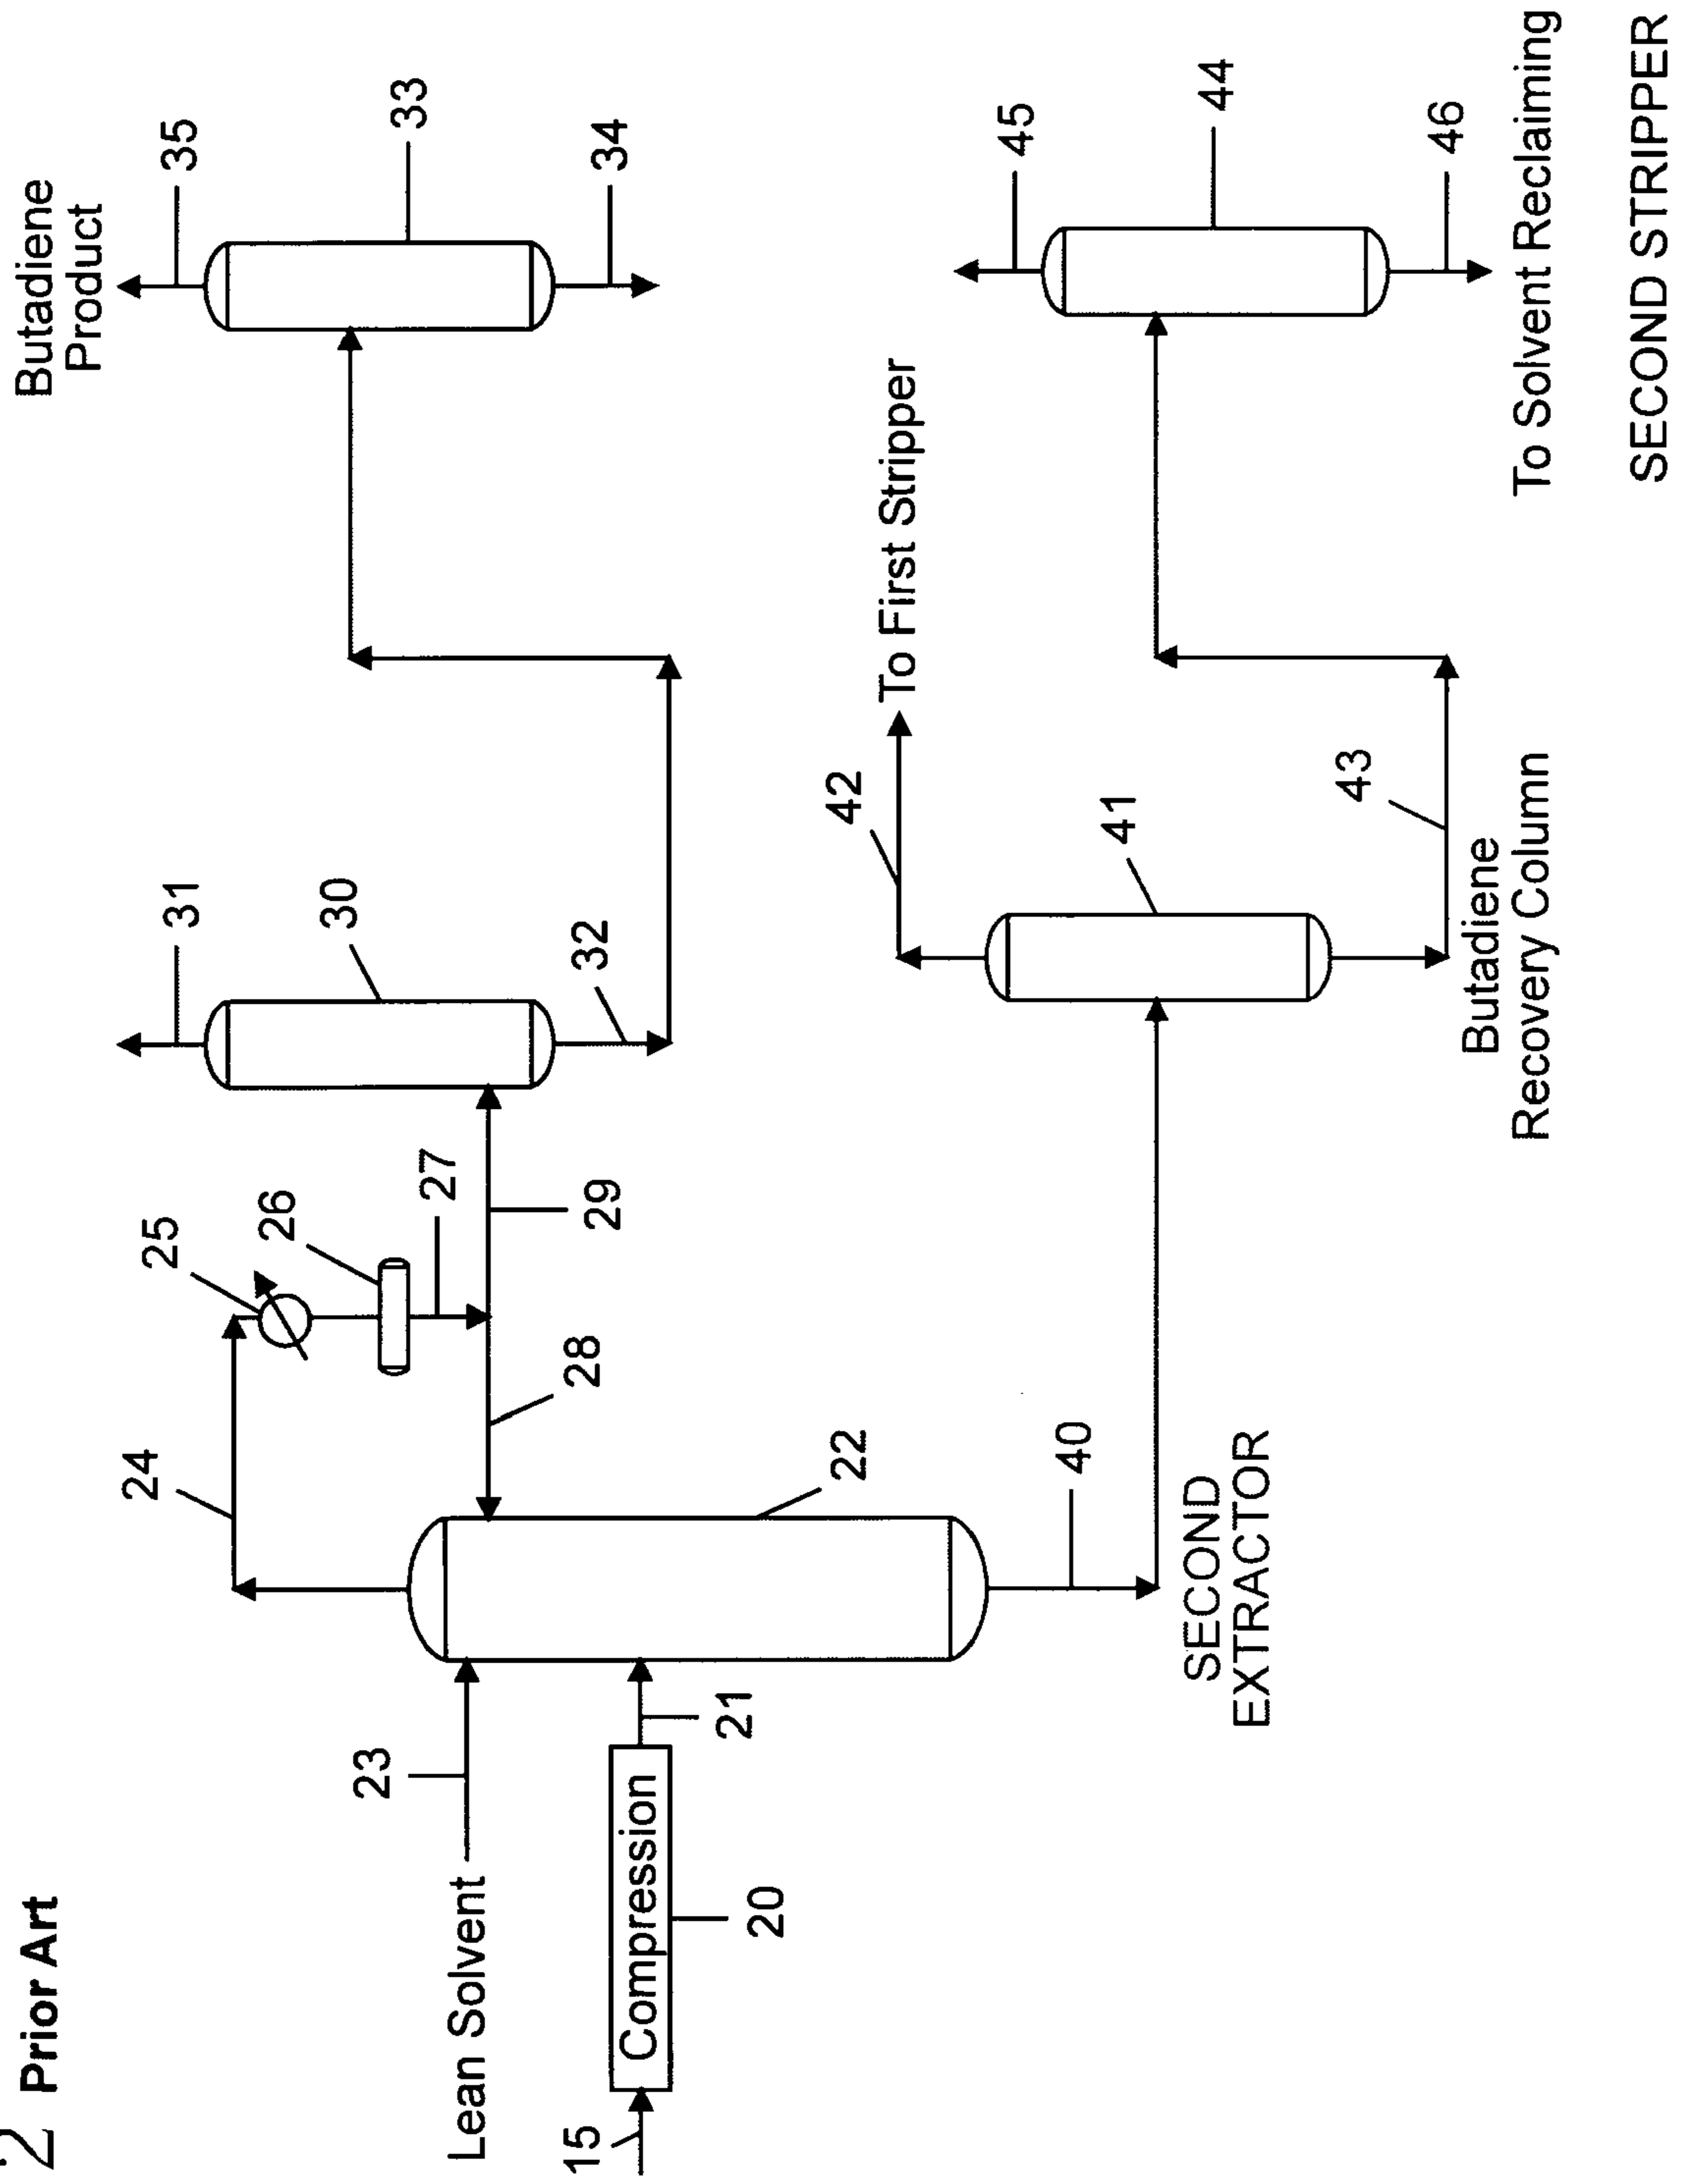 2 Prior Art
Butadiene
Product
35
33
34
31
30
32
24
25
26
27
28
29
23
Lean Solvent
22
21
Compression
20
15
40
SECOND
EXTRACTOR
42
To First Stripper
41
43
Butadiene
Recovery Column
45
44
46
To Solvent Reclaiming
SECOND STRIPPER